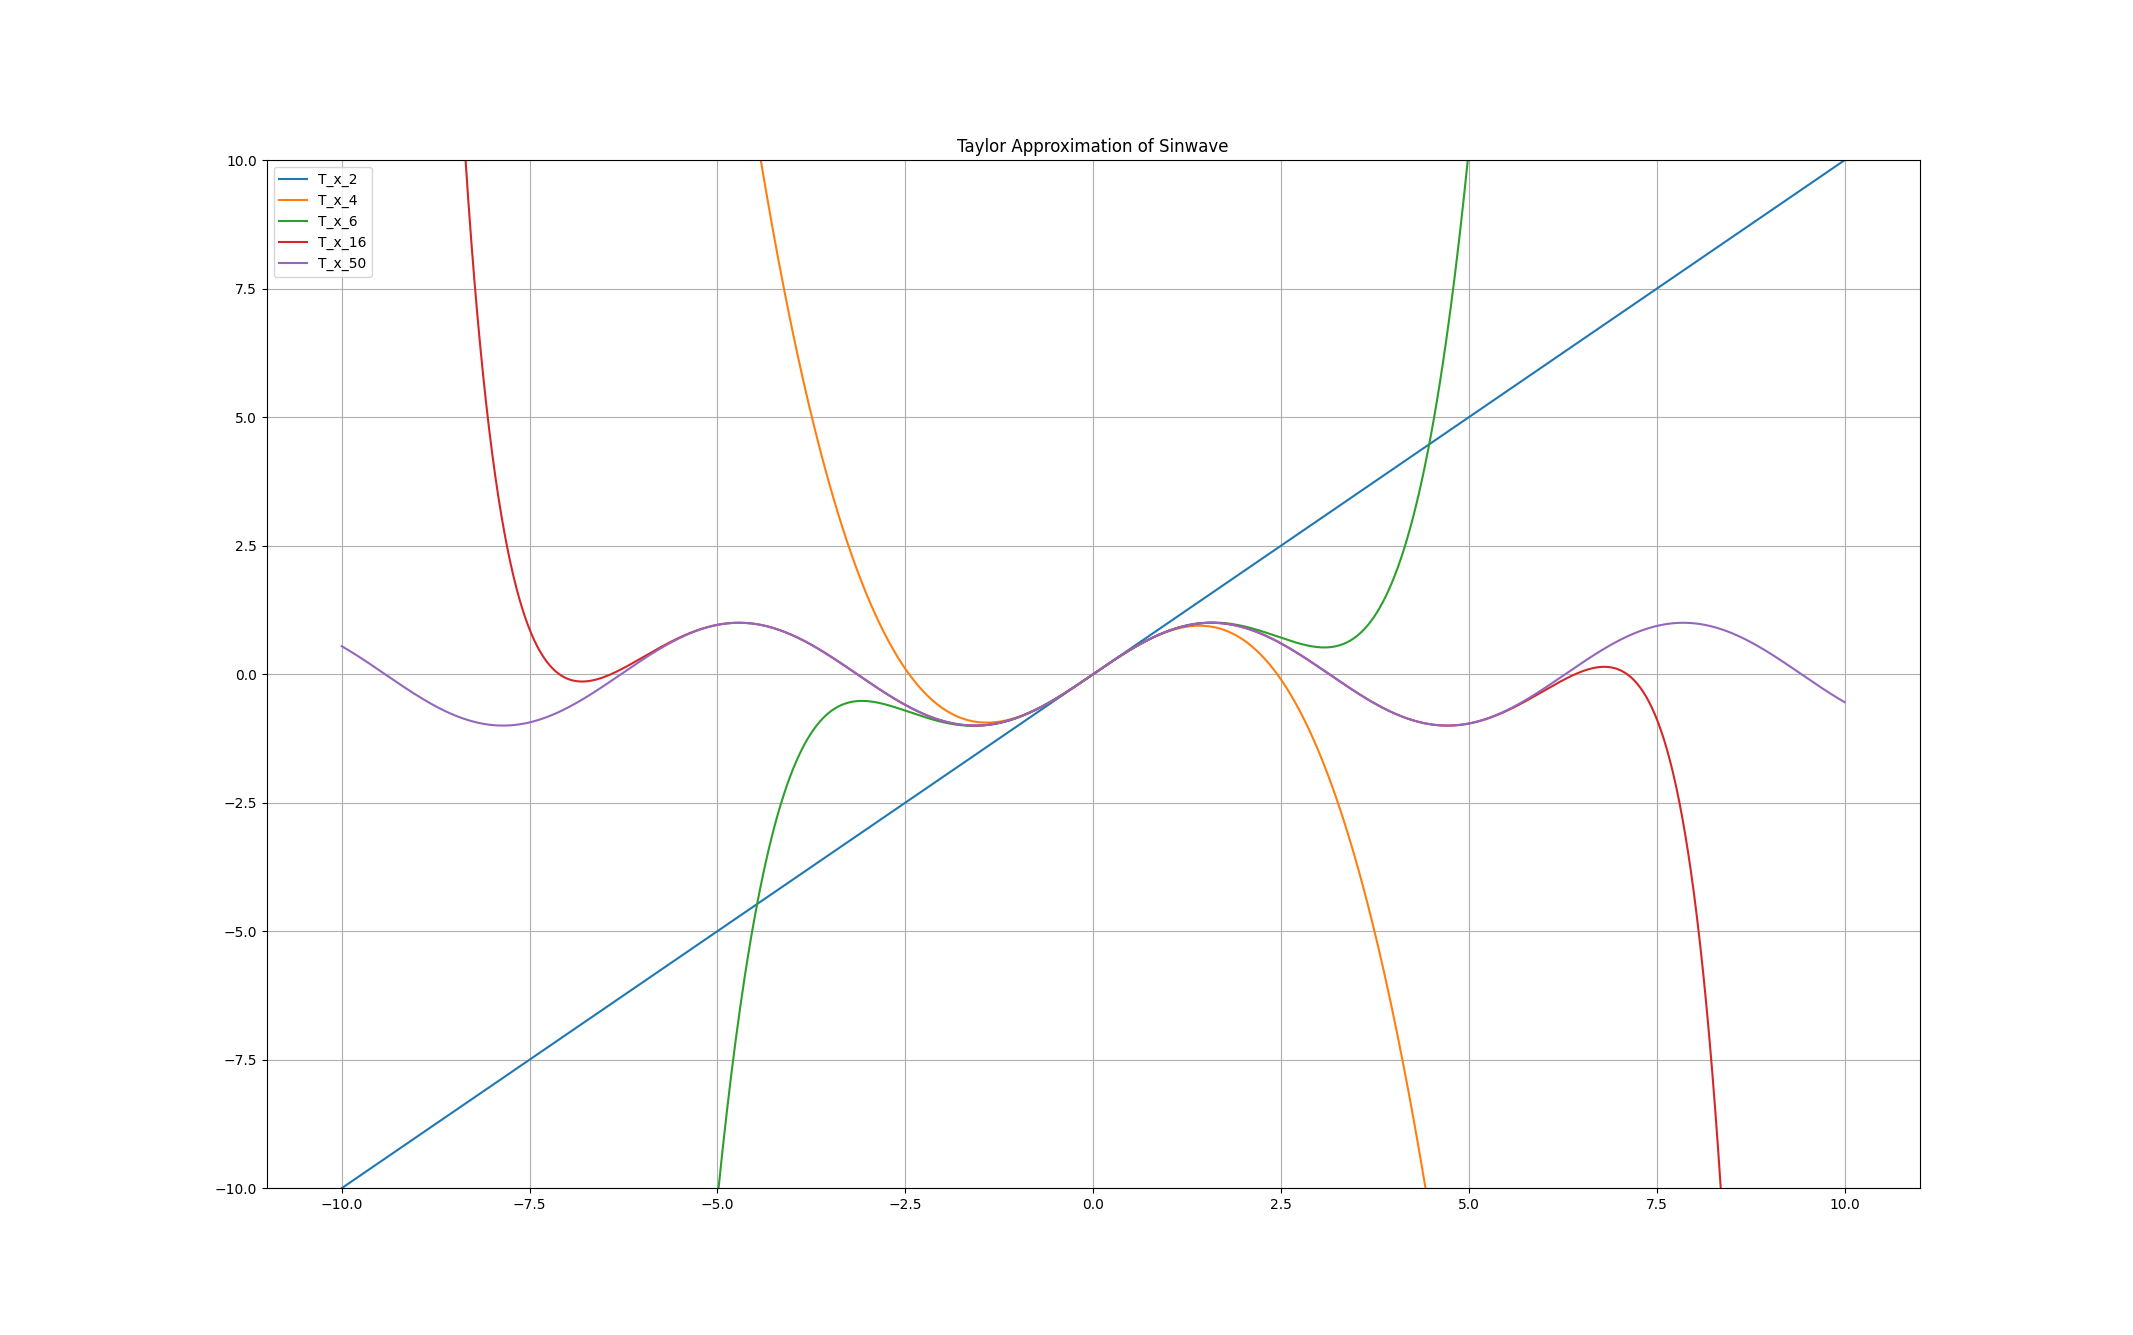 Taylor Approximation of Sinwave
10.0
7.5
5.0
2.5
0.0
−2.5
−5.0
−7.5
−10.0
T_x_2
T_x_4
T_x_6
T_x_16
T_x_50
−10.0 −7.5 −5.0 −2.5 0.0 2.5 5.0 7.5 10.0